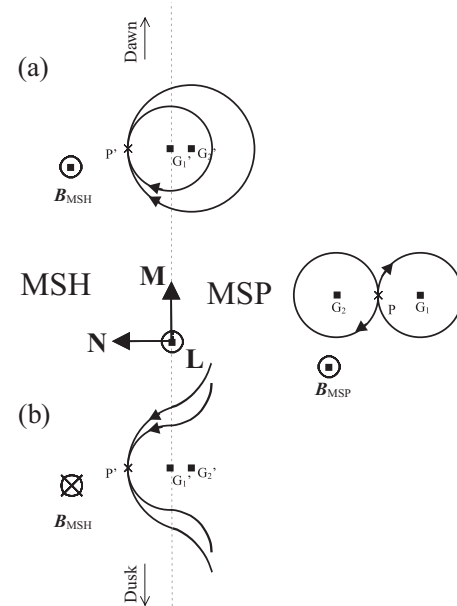 Dawn
(a)
P'
G1'
G2'
BMSH
MSH
M
MSP
N
L
G2
P
G1
BMSP
(b)
P'
G1'
G2'
BMSH
Dusk